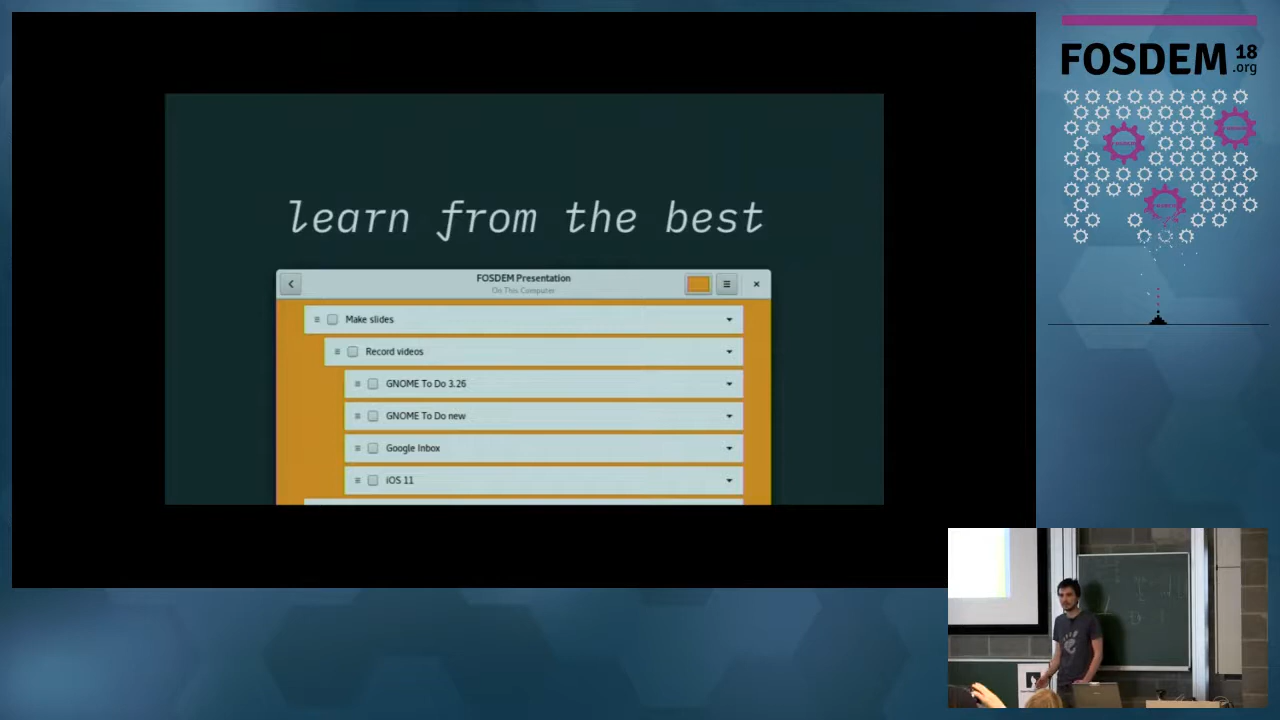 learn from the best
FOSDEM Presentation
On This Computer
Make slides
Record videos
GNOME To Do 3.26
GNOME To Do new
Google Inbox
iOS 11
FOSDEM 18
.org